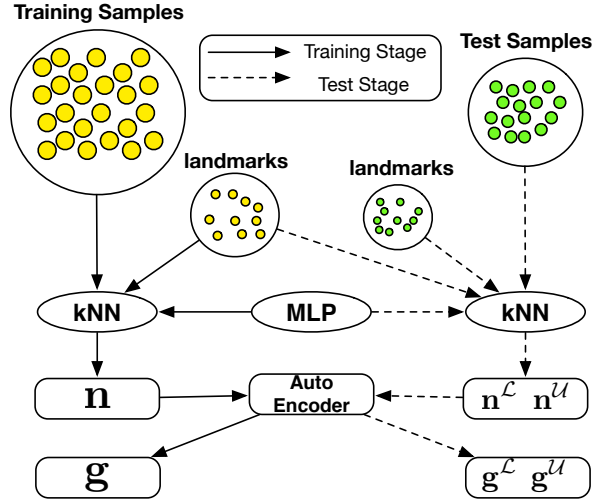 Training Samples
Training Stage
Test Stage
Test Samples
landmarks
landmarks
kNN
MLP
kNN
n
Auto
Encoder
n^ℒ n^𝒰
g
g^ℒ g^𝒰